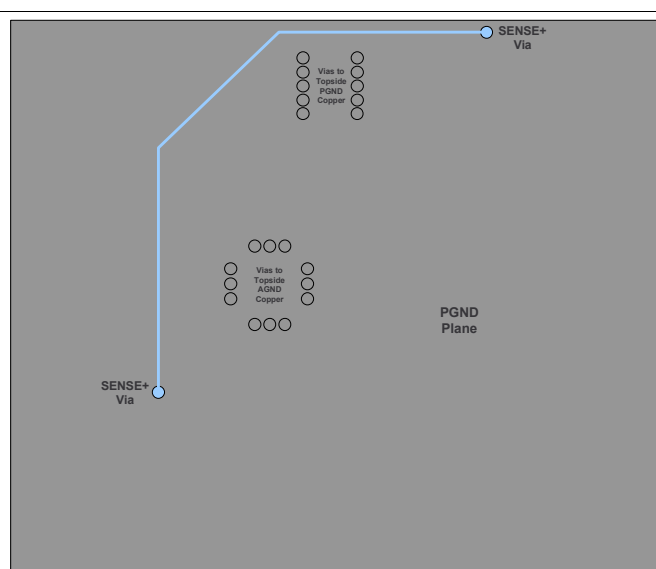 SENSE+
Via
Vias to
Topside
PGND
Copper
Vias to
Topside
AGND
Copper
PGND
Plane
SENSE+
Via